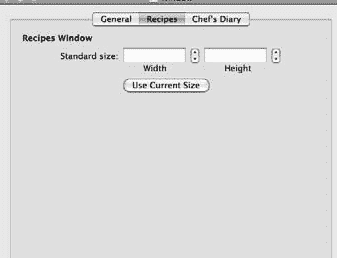 General Recipes Chef's Diary
Recipes Window
Standard size:
Width Height
Use Current Size